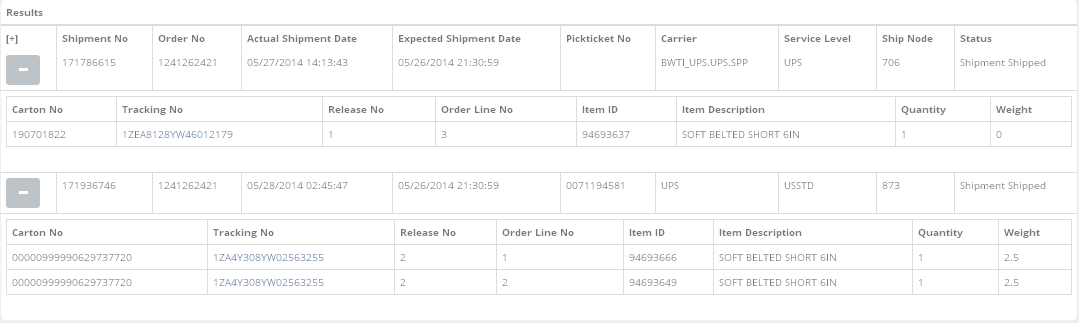 Results
[+] Shipment No Order No Actual Shipment Date Expected Shipment Date Pickticket No Carrier Service Level Ship Node Status
171786615 1241262421 05/27/2014 14:13:43 05/26/2014 21:30:59 BWTI_UPS.UPS.SPP UPS 706 Shipment Shipped
Carton No Tracking No Release No Order Line No Item ID Item Description Quantity Weight
190701822 1ZEA8128YW46012179 1 3 94693637 SOFT BELTED SHORT 6IN 1 0
171936746 1241262421 05/28/2014 02:45:47 05/26/2014 21:30:59 0071194581 UPS USSTD 873 Shipment Shipped
Carton No Tracking No Release No Order Line No Item ID Item Description Quantity Weight
00000999990629737720 1ZA4Y308YW02563255 2 1 94693666 SOFT BELTED SHORT 6IN 1 2.5
00000999990629737720 1ZA4Y308YW02563255 2 2 94693649 SOFT BELTED SHORT 6IN 1 2.5